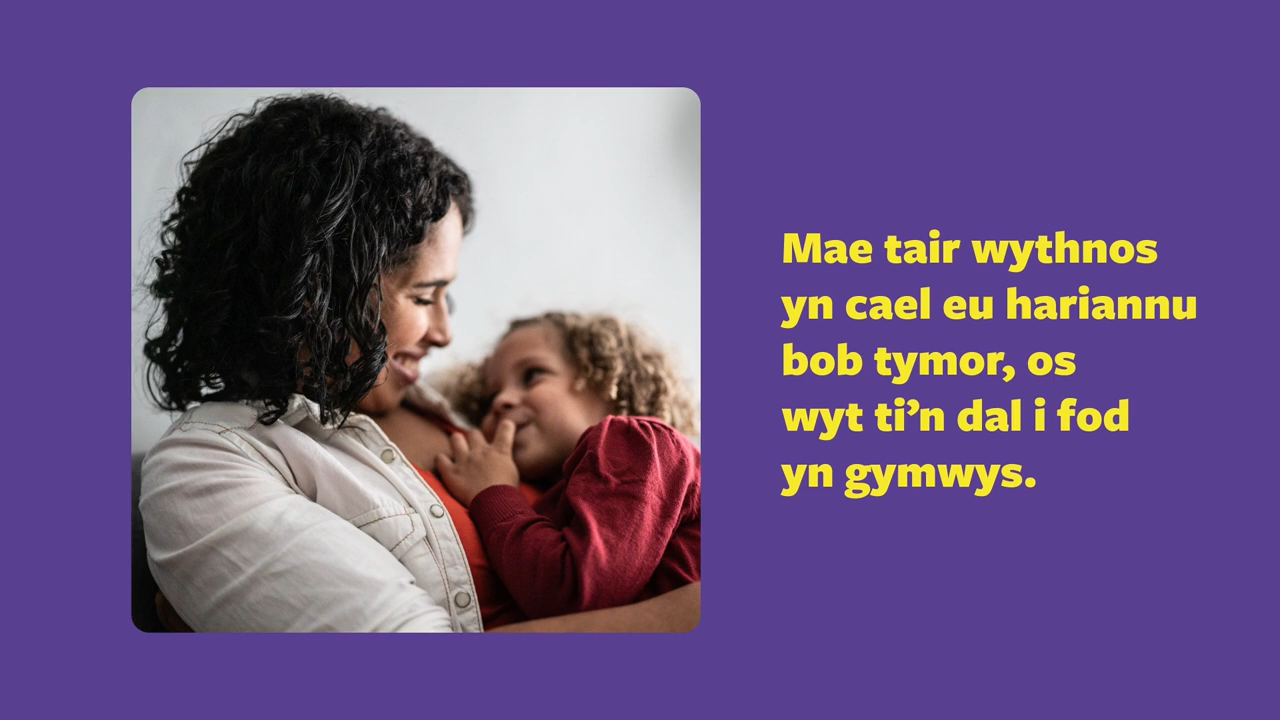 Mae tair wythnos
yn cael eu hariannu
bob tymor, os
wyt ti’n dal i fod
yn gymwys.